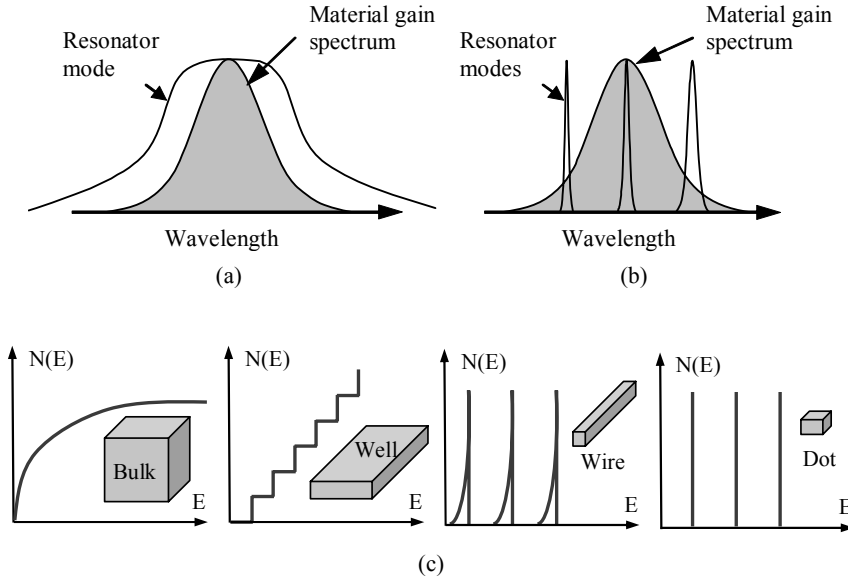 Resonator
mode
Material gain
spectrum
Wavelength
(a)
Resonator
modes
Material gain
spectrum
Wavelength
(b)
N(E)
Bulk
E
N(E)
Well
E
N(E)
Wire
E
N(E)
Dot
E
(c)